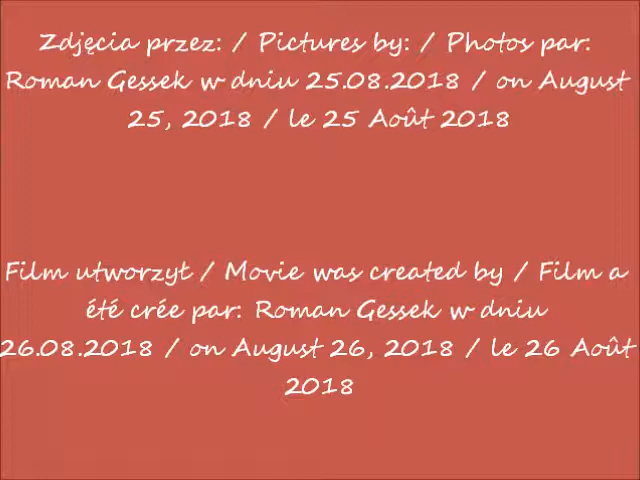 Zdjęcia przez: / Pictures by: / Photos par:
Roman Gessek w dniu 25.08.2018 / on August
25, 2018 / le 25 Août 2018
Film utworzył / Movie was created by / Film a
été crée par: Roman Gessek w dniu
26.08.2018 / on August 26, 2018 / le 26 Août
2018